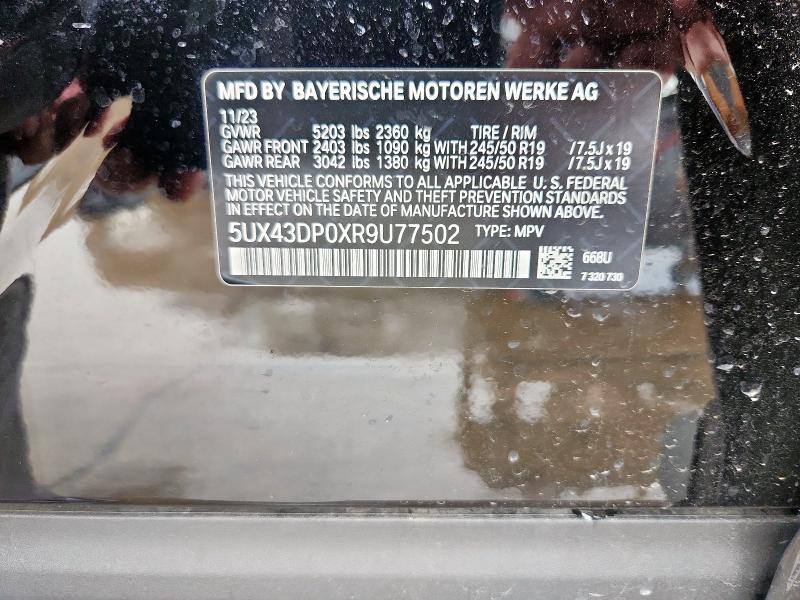 MFD BY BAYERISCHE MOTOREN WERKE AG
11/23
GVWR 5203 lbs 2360 kg TIRE / RIM
GAWR FRONT 2403 lbs 1090 kg WITH 245/50 R19 /7.5J x 19
GAWR REAR 3042 lbs 1380 kg WITH 245/50 R19 /7.5J x 19
THIS VEHICLE CONFORMS TO ALL APPLICABLE U. S. FEDERAL
MOTOR VEHICLE SAFETY AND THEFT PREVENTION STANDARDS
IN EFFECT ON THE DATE OF MANUFACTURE SHOWN ABOVE.
5UX43DP0XR9U77502 TYPE: MPV
668U
7 320 730